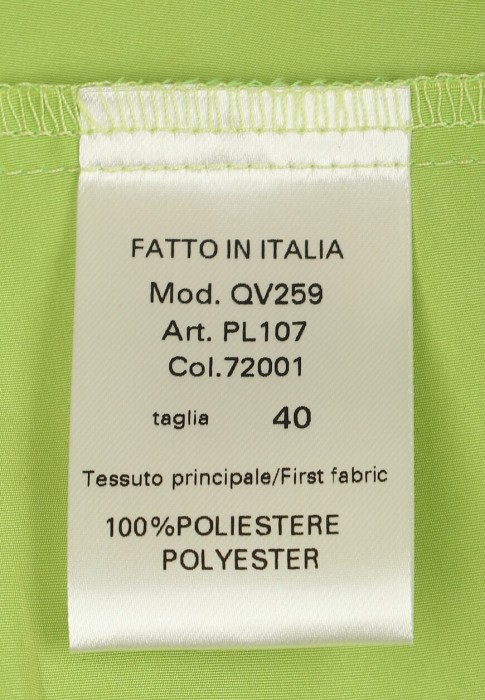 FATTO IN ITALIA
Mod. QV259
Art. PL107
Col.72001
taglia 40
Tessuto principale/First fabric
100%POLIESTERE
POLYESTER